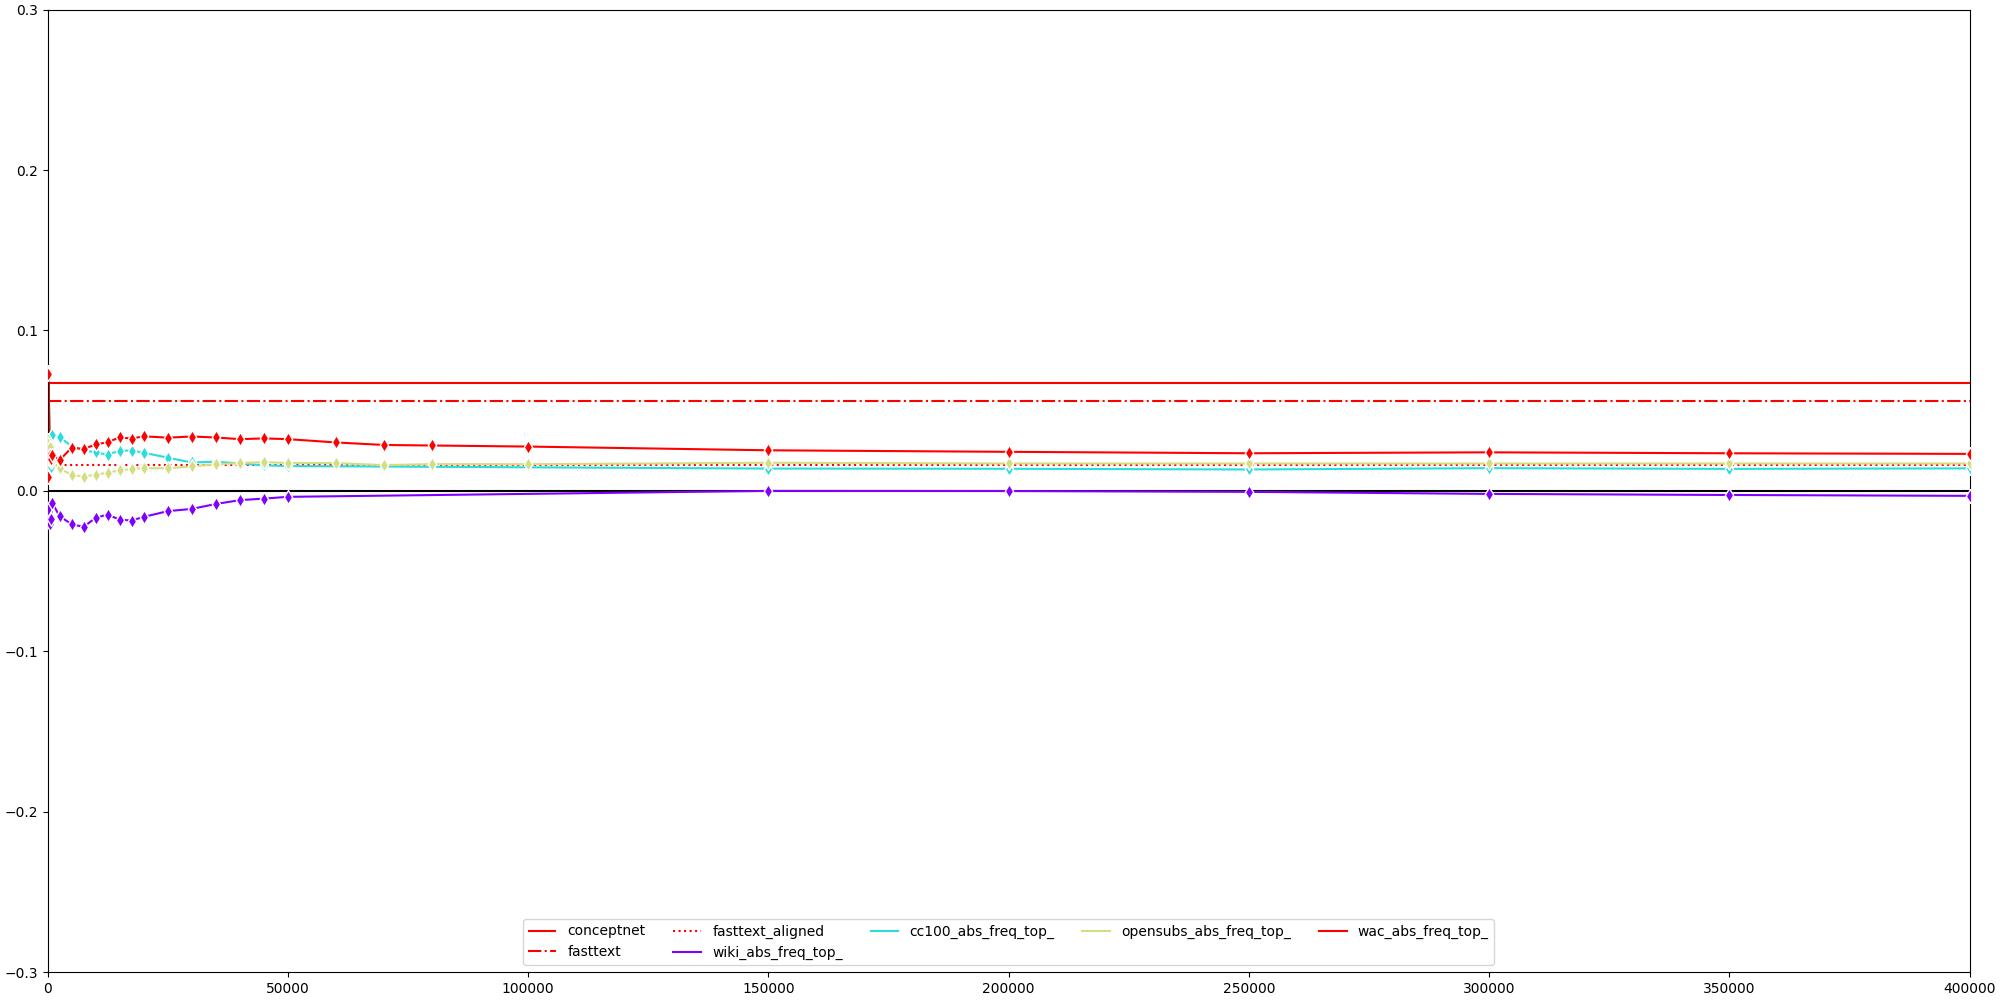 0.3
0.2
0.1
0.0
−0.1
−0.2
−0.3
0 50000 100000 150000 200000 250000 300000 350000 400000
conceptnet fasttext_aligned cc100_abs_freq_top_ opensubs_abs_freq_top_ wac_abs_freq_top_
fasttext wiki_abs_freq_top_